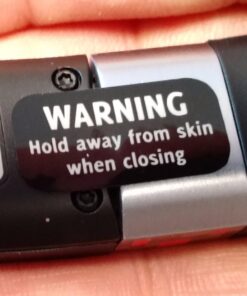 WARNING
Hold away from skin
when closing